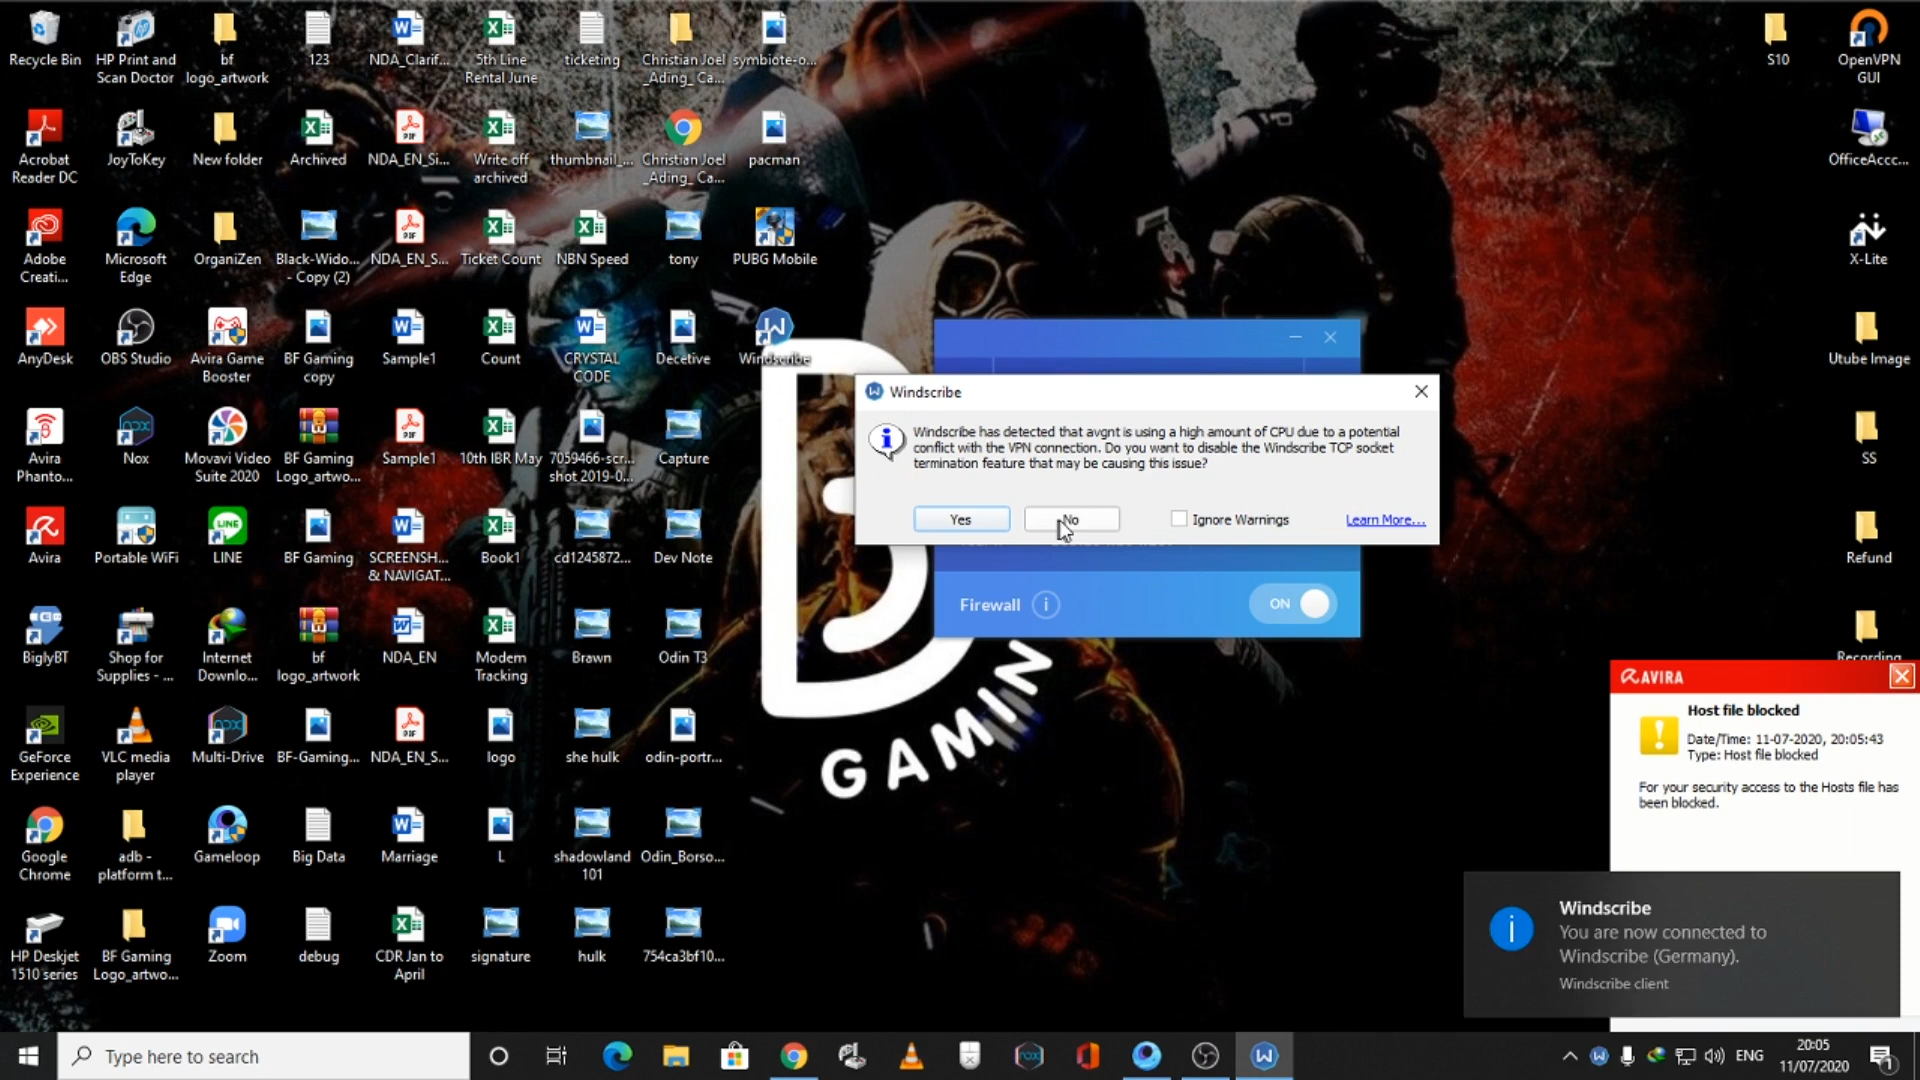 Recycle Bin
HP Print and
Scan Doctor
bf
logo_artwork
123
NDA_Clarif...
5th Line
Rental June
ticketing
Christian Joel
_Ading_ Ca...
symbiote-o...
S10
OpenVPN
GUI
Acrobat
Reader DC
JoyToKey
New folder
Archived
NDA_EN_Si...
Write off
archived
thumbnail_...
Christian Joel
_Ading_ Ca...
pacman
OfficeAccc...
Adobe
Creati...
Microsoft
Edge
OrganiZen
Black-Wido...
- Copy (2)
NDA_EN_S...
Ticket Count
NBN Speed
tony
PUBG Mobile
X-Lite
AnyDesk
OBS Studio
Avira Game
Booster
BF Gaming
copy
Sample1
Count
CRYSTAL
CODE
Decetive
Windscribe
Utube Image
Avira
Phanto...
Nox
Movavi Video
Suite 2020
BF Gaming
Logo_artwo...
Sample1
10th IBR May
7059466-scr...
shot 2019-0...
Capture
SS
Avira
Portable WiFi
LINE
BF Gaming
SCREENSH...
& NAVIGAT...
Book1
cd1245872...
Dev Note
Refund
BiglyBT
Shop for
Supplies - ...
Internet
Downlo...
bf
logo_artwork
NDA_EN
Modem
Tracking
Brawn
Odin T3
Recording
GeForce
Experience
VLC media
player
Multi-Drive
BF-Gaming...
NDA_EN_S...
logo
she hulk
odin-portr...
Google
Chrome
adb -
platform t...
Gameloop
Big Data
Marriage
L
shadowland
101
Odin_Borso...
HP Deskjet
1510 series
BF Gaming
Logo_artwo...
Zoom
debug
CDR Jan to
April
signature
hulk
754ca3bf10...
Windscribe
Windscribe has detected that avgnt is using a high amount of CPU due to a potential
conflict with the VPN connection. Do you want to disable the Windscribe TCP socket
termination feature that may be causing this issue?
Yes
No
Ignore Warnings
Learn More...
Firewall
ON
GAMIN
AVIRA
Host file blocked
Date/Time: 11-07-2020, 20:05:43
Type: Host file blocked
For your security access to the Hosts file has
been blocked.
Windscribe
You are now connected to
Windscribe (Germany).
Windscribe client
Type here to search
ENG
20:05
11/07/2020
1